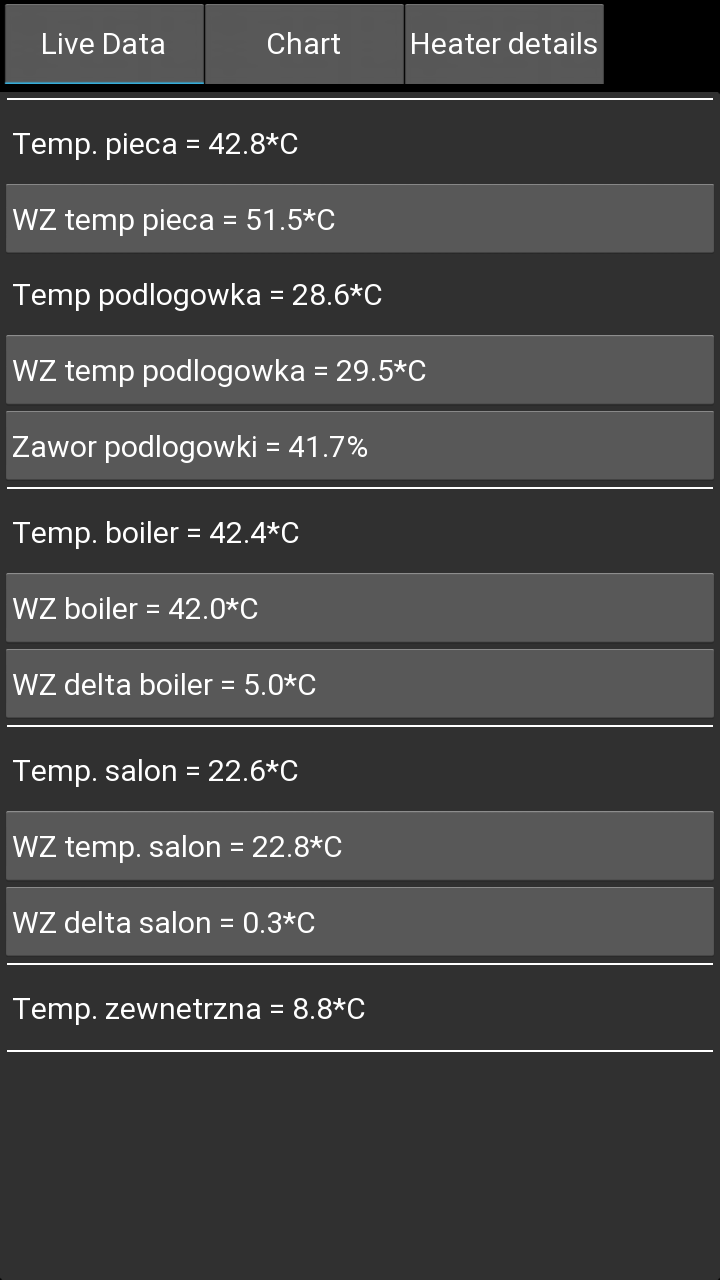 Live Data
Chart
Heater details
Temp. pieca = 42.8*C
WZ temp pieca = 51.5*C
Temp podlogowka = 28.6*C
WZ temp podlogowka = 29.5*C
Zawor podlogowki = 41.7%
Temp. boiler = 42.4*C
WZ boiler = 42.0*C
WZ delta boiler = 5.0*C
Temp. salon = 22.6*C
WZ temp. salon = 22.8*C
WZ delta salon = 0.3*C
Temp. zewnetrzna = 8.8*C